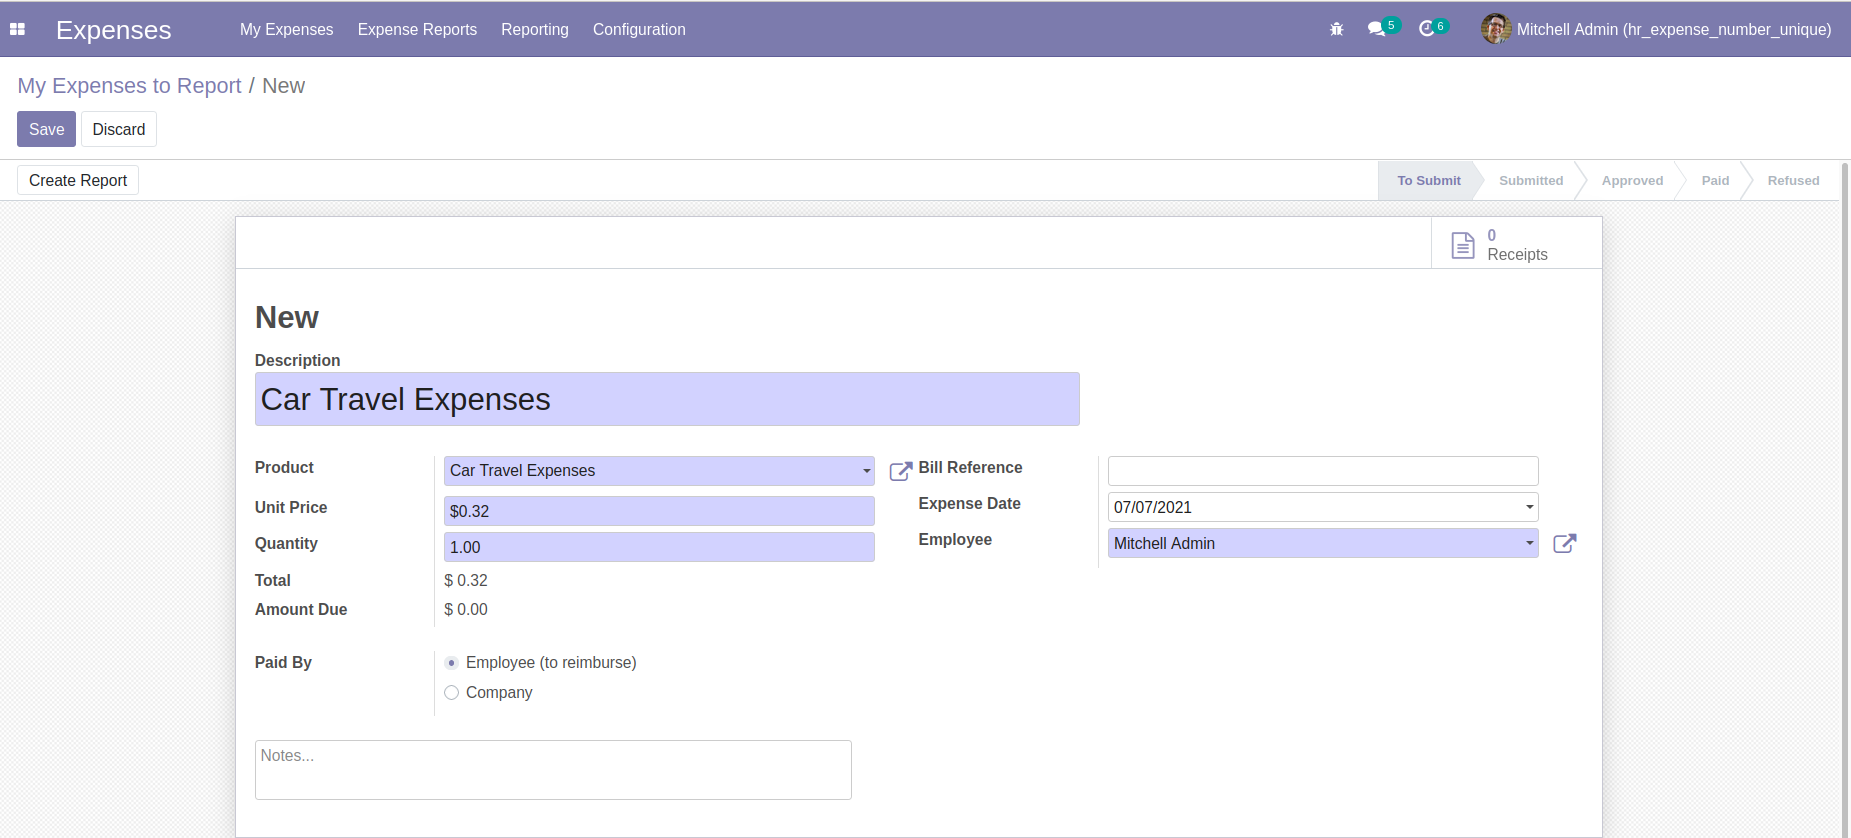 Expenses My Expenses Expense Reports Reporting Configuration 5 6 Mitchell Admin (hr_expense_number_unique)
My Expenses to Report / New
Save Discard
Create Report To Submit Submitted Approved Paid Refused
0
Receipts
New
Description
Car Travel Expenses
Product Car Travel Expenses Bill Reference
Unit Price $0.32 Expense Date 07/07/2021
Quantity 1.00 Employee Mitchell Admin
Total $ 0.32
Amount Due $ 0.00
Paid By Employee (to reimburse)
Company
Notes...